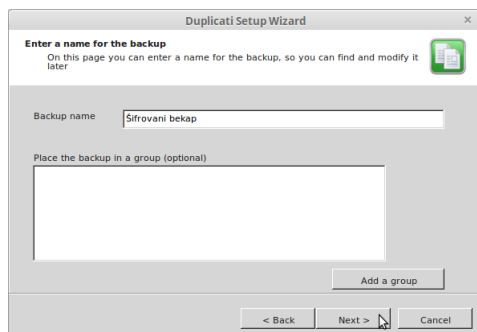 Duplicati Setup Wizard
Enter a name for the backup
On this page you can enter a name for the backup, so you can find and modify it
later
Backup name
Šifrovani bekap
Place the backup in a group (optional)
Add a group
< Back
Next >
Cancel